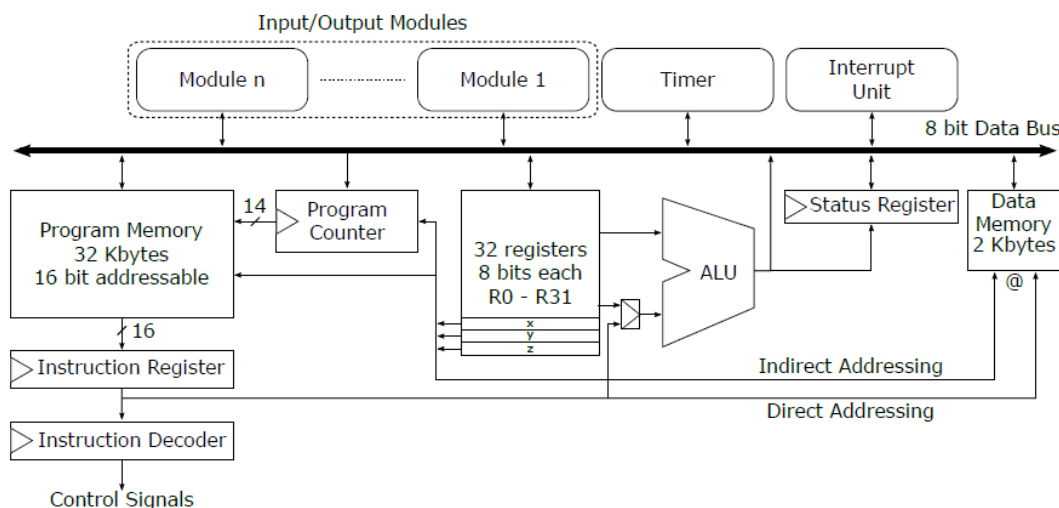 Input/Output Modules
Module n
Module 1
Timer
Interrupt
Unit
8 bit Data Bus
Program Memory
32 Kbytes
16 bit addressable
14
Program
Counter
32 registers
8 bits each
R0 - R31
x
y
z
ALU
Status Register
Data
Memory
2 Kbytes
@
16
Instruction Register
Indirect Addressing
Direct Addressing
Instruction Decoder
Control Signals